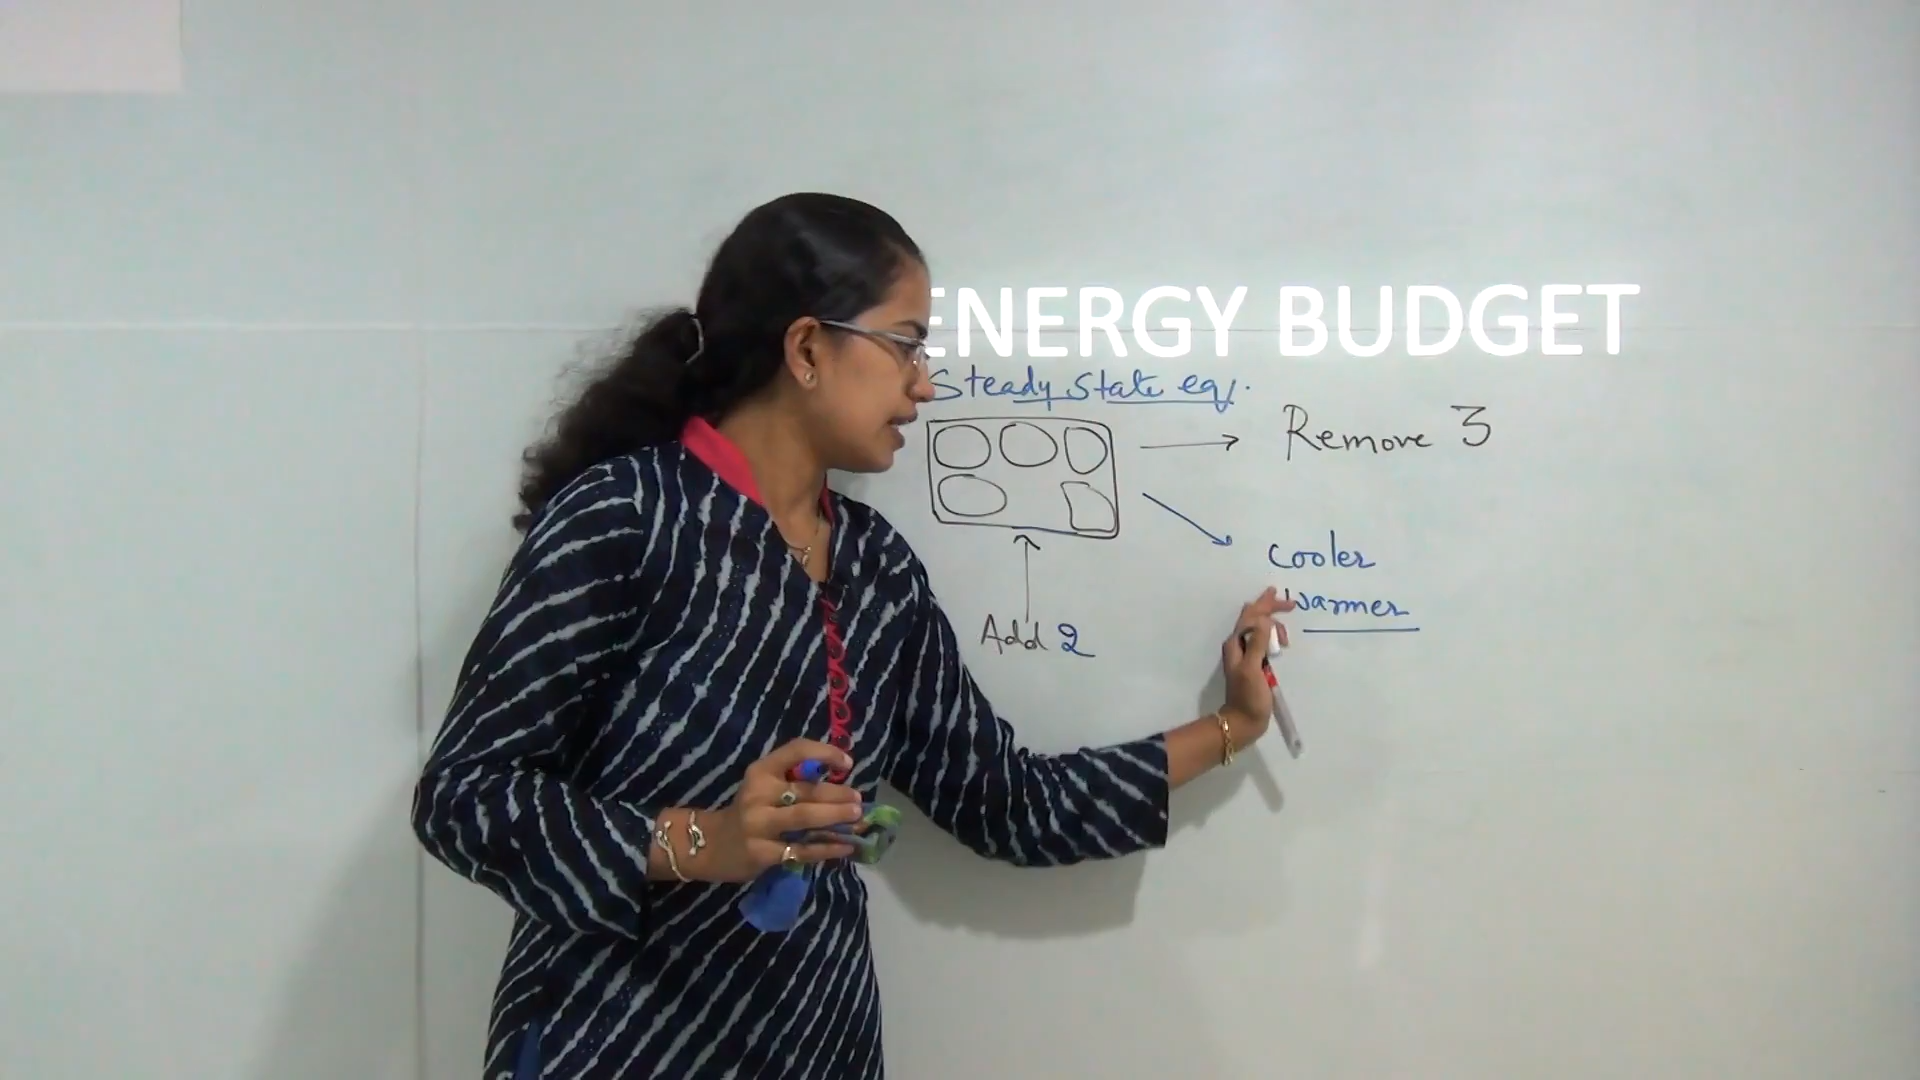 ENERGY BUDGET
Steady state eq.
Remove 3
cooler
warmer
Add 2